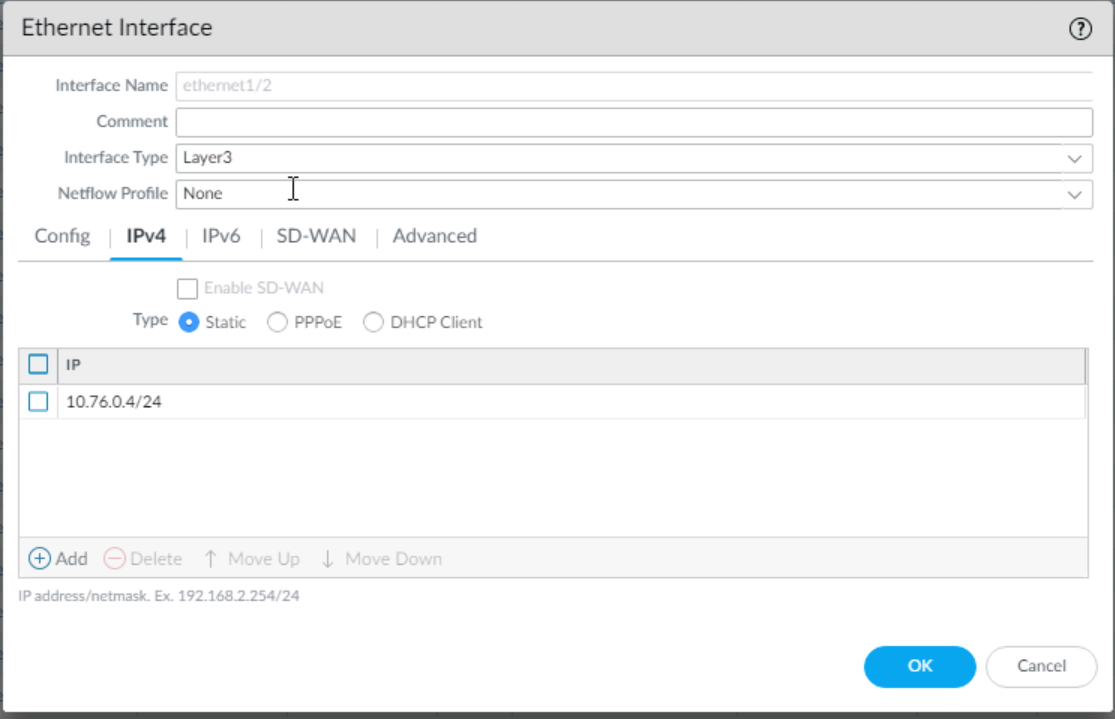 Ethernet Interface ?
Interface Name ethernet1/2
Comment
Interface Type Layer3
Netflow Profile None
Config IPv4 IPv6 SD-WAN Advanced
Enable SD-WAN
Type Static PPPoE DHCP Client
IP
10.76.0.4/24
Add Delete Move Up Move Down
IP address/netmask. Ex. 192.168.2.254/24
OK Cancel